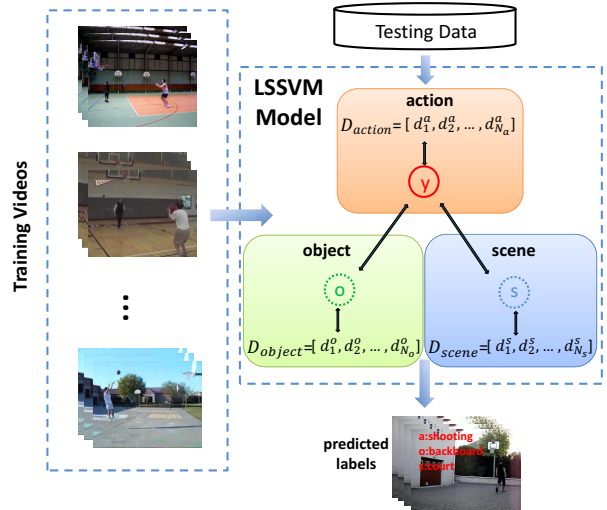 Testing Data
LSSVM
Model
action
D_action=[ d_1^a, d_2^a, … , d_{N_a}^a]
y
Training Videos
object
scene
o
s
D_object=[ d_1^o, d_2^o, … , d_{N_o}^o]
D_scene=[ d_1^s, d_2^s, … , d_{N_s}^s]
predicted
labels
a:shooting
o:backboard
s:court